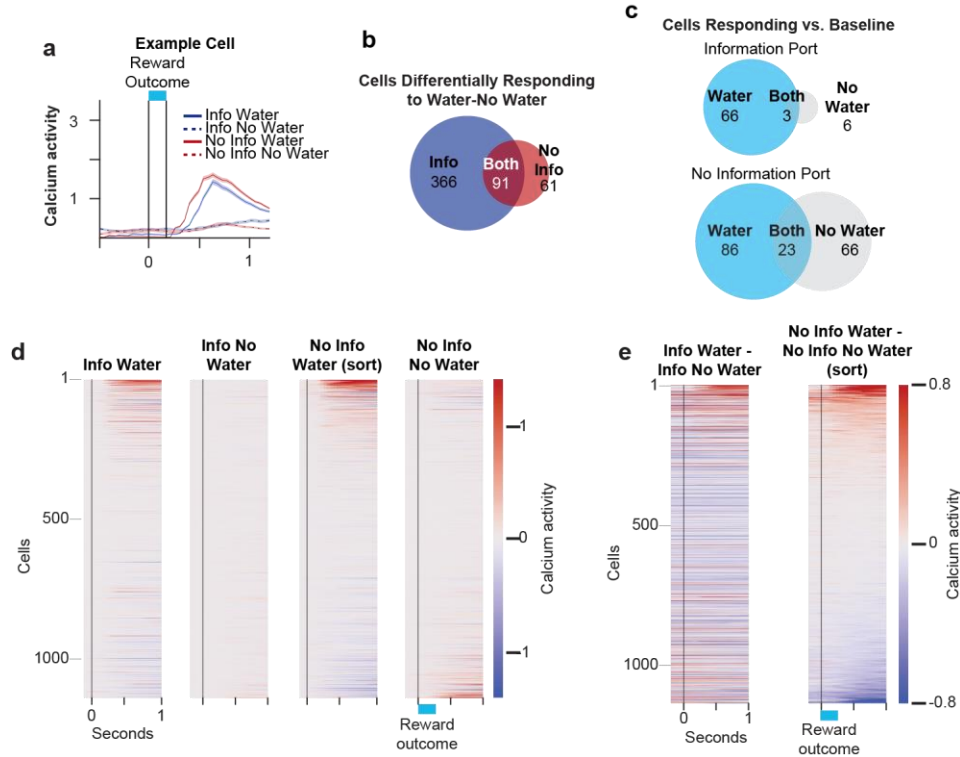 a
Example Cell
Reward
Outcome
Calcium activity
3
1
Info Water
Info No Water
No Info Water
No Info No Water
0
1
b
Cells Differentially Responding
to Water-No Water
Info
366
Both
91
No
Info
61
c
Cells Responding vs. Baseline
Information Port
Water
66
Both
3
No
Water
6
No Information Port
Water
86
Both
23
No Water
66
d
Info Water
Info No
Water
No Info
Water (sort)
No Info
No Water
1
500
1000
Cells
0
1
Seconds
Reward
outcome
1
0
1
Calcium activity
e
Info Water -
Info No Water
No Info Water -
No Info No Water
(sort)
1
500
1000
Cells
0
1
Seconds
Reward
outcome
0.8
0
-0.8
Calcium activity